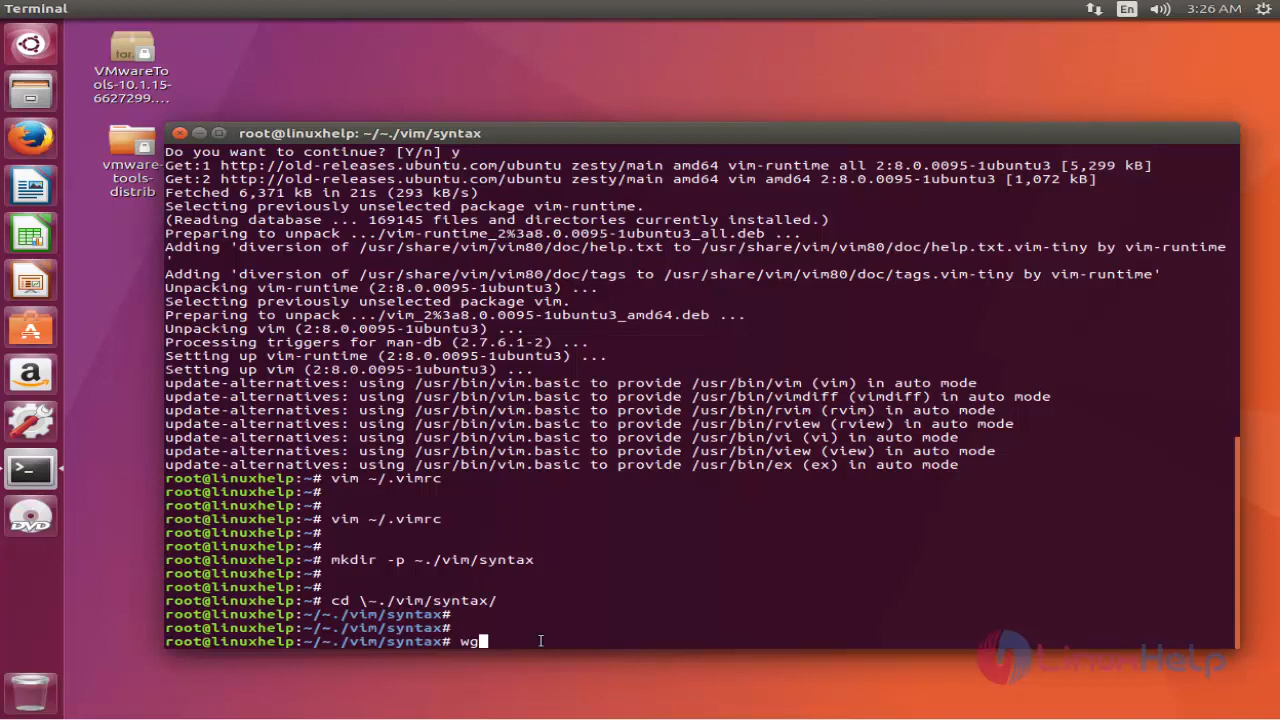 Terminal
En
3:26 AM
VMwareTo
ols-10.1.15-
6627299....
vmware-
tools-
distrib
root@linuxhelp: ~/~./vim/syntax
Do you want to continue? [Y/n] y
Get:1 http://old-releases.ubuntu.com/ubuntu zesty/main amd64 vim-runtime all 2:8.0.0095-1ubuntu3 [5,299 kB]
Get:2 http://old-releases.ubuntu.com/ubuntu zesty/main amd64 vim amd64 2:8.0.0095-1ubuntu3 [1,072 kB]
Fetched 6,371 kB in 21s (293 kB/s)
Selecting previously unselected package vim-runtime.
(Reading database ... 169145 files and directories currently installed.)
Preparing to unpack .../vim-runtime_2%3a8.0.0095-1ubuntu3_all.deb ...
Adding 'diversion of /usr/share/vim/vim80/doc/help.txt to /usr/share/vim/vim80/doc/help.txt.vim-tiny by vim-runtime
'
Adding 'diversion of /usr/share/vim/vim80/doc/tags to /usr/share/vim/vim80/doc/tags.vim-tiny by vim-runtime'
Unpacking vim-runtime (2:8.0.0095-1ubuntu3) ...
Selecting previously unselected package vim.
Preparing to unpack .../vim_2%3a8.0.0095-1ubuntu3_amd64.deb ...
Unpacking vim (2:8.0.0095-1ubuntu3) ...
Processing triggers for man-db (2.7.6.1-2) ...
Setting up vim-runtime (2:8.0.0095-1ubuntu3) ...
Setting up vim (2:8.0.0095-1ubuntu3) ...
update-alternatives: using /usr/bin/vim.basic to provide /usr/bin/vim (vim) in auto mode
update-alternatives: using /usr/bin/vim.basic to provide /usr/bin/vimdiff (vimdiff) in auto mode
update-alternatives: using /usr/bin/vim.basic to provide /usr/bin/rvim (rvim) in auto mode
update-alternatives: using /usr/bin/vim.basic to provide /usr/bin/rview (rview) in auto mode
update-alternatives: using /usr/bin/vim.basic to provide /usr/bin/vi (vi) in auto mode
update-alternatives: using /usr/bin/vim.basic to provide /usr/bin/view (view) in auto mode
update-alternatives: using /usr/bin/vim.basic to provide /usr/bin/ex (ex) in auto mode
root@linuxhelp:~# vim ~/.vimrc
root@linuxhelp:~#
root@linuxhelp:~#
root@linuxhelp:~# vim ~/.vimrc
root@linuxhelp:~#
root@linuxhelp:~#
root@linuxhelp:~# mkdir -p ~./vim/syntax
root@linuxhelp:~#
root@linuxhelp:~#
root@linuxhelp:~# cd \~./vim/syntax/
root@linuxhelp:~/~./vim/syntax#
root@linuxhelp:~/~./vim/syntax#
root@linuxhelp:~/~./vim/syntax# wg
LinuxHelp
tar.
DVD